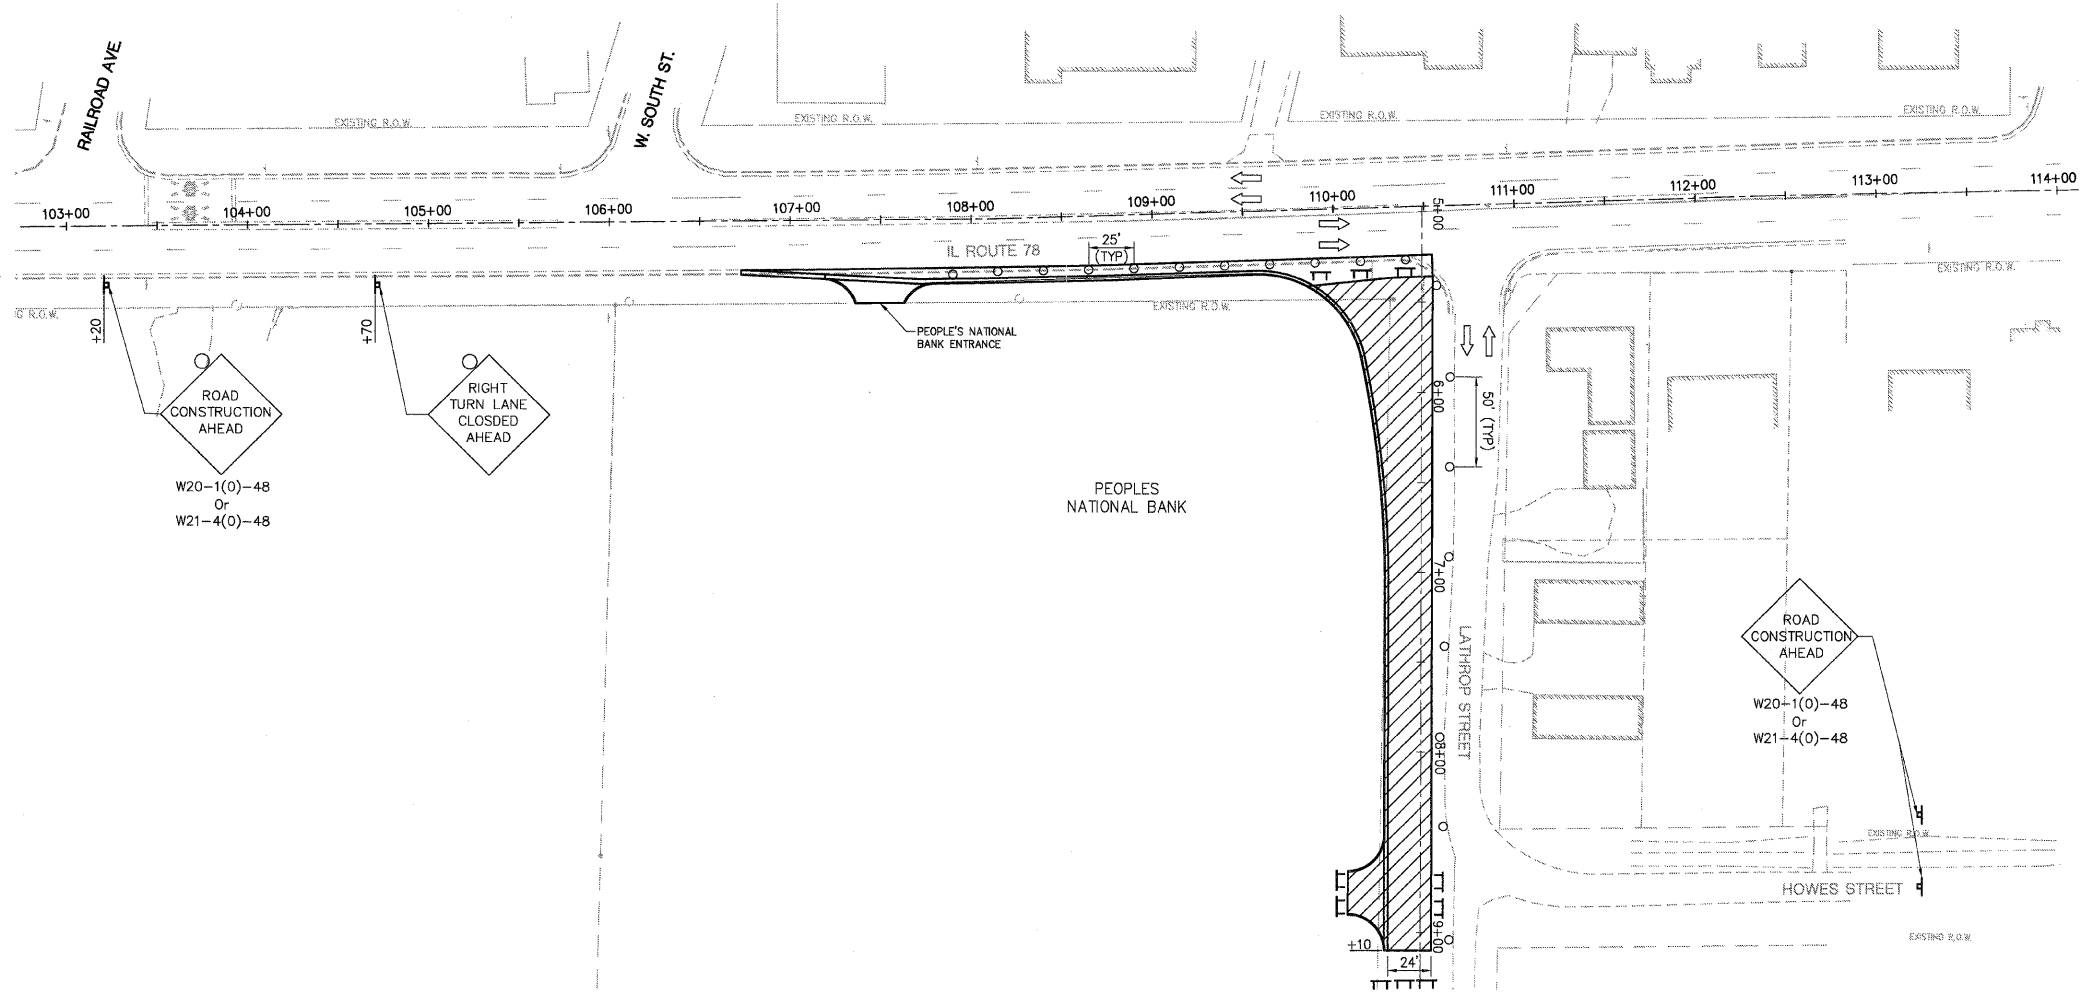 RAILROAD AVE.
W. SOUTH ST.
EXISTING R.O.W.
EXISTING R.O.W.
EXISTING R.O.W.
EXISTING R.O.W.
103+00
104+00
105+00
106+00
107+00
108+00
109+00
110+00
111+00
112+00
113+00
114+00
5+00
IL ROUTE 78
25'
(TYP)
G R.O.W.
EXISTING R.O.W.
EXISTING R.O.W.
+20
+70
PEOPLE'S NATIONAL
BANK ENTRANCE
ROAD
CONSTRUCTION
AHEAD
W20-1(O)-48
Or
W21-4(O)-48
RIGHT
TURN LANE
CLOSDED
AHEAD
6+00
50' (TYP)
PEOPLES
NATIONAL BANK
7+00
LATHROP STREET
8+00
ROAD
CONSTRUCTION
AHEAD
W20-1(O)-48
Or
W21-4(O)-48
EXISTING R.O.W.
HOWES STREET
EXISTING R.O.W.
9+00
+10
24'